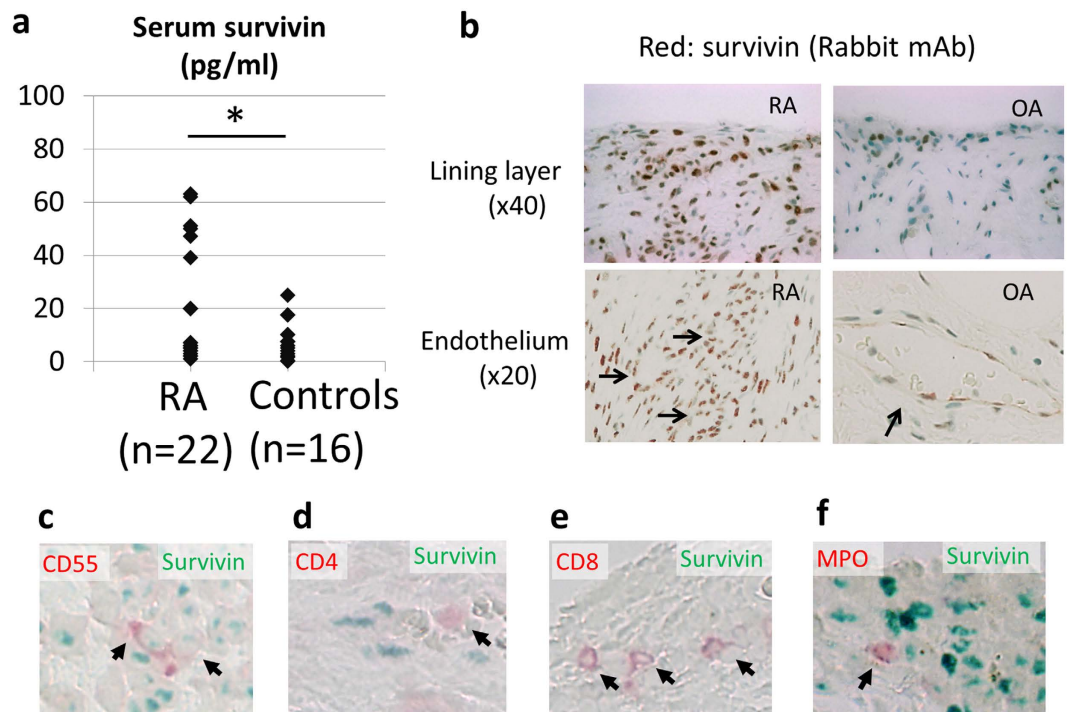 a
Serum survivin
(pg/ml)
100
80
60
40
20
0
*
RA
Controls
(n=22)
(n=16)
b
Red: survivin (Rabbit mAb)
Lining layer
(x40)
RA
OA
Endothelium
(x20)
RA
OA
c
CD55
Survivin
d
CD4
Survivin
e
CD8
Survivin
f
MPO
Survivin